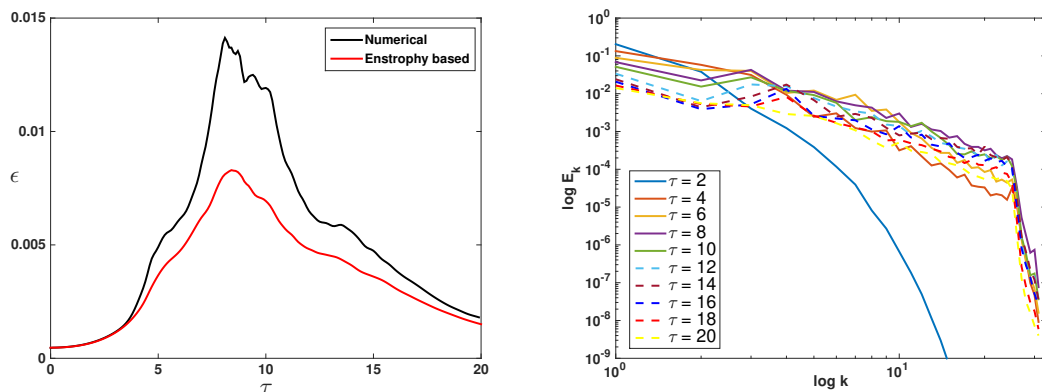 0.015
0.01
0.005
0
ϵ
0 5 10 15 20
τ
Numerical
Enstrophy based
10^0
10^-1
10^-2
10^-3
10^-4
10^-5
10^-6
10^-7
10^-8
10^-9
log E_k
τ = 2
τ = 4
τ = 6
τ = 8
τ = 10
τ = 12
τ = 14
τ = 16
τ = 18
τ = 20
10^0 10^1
log k